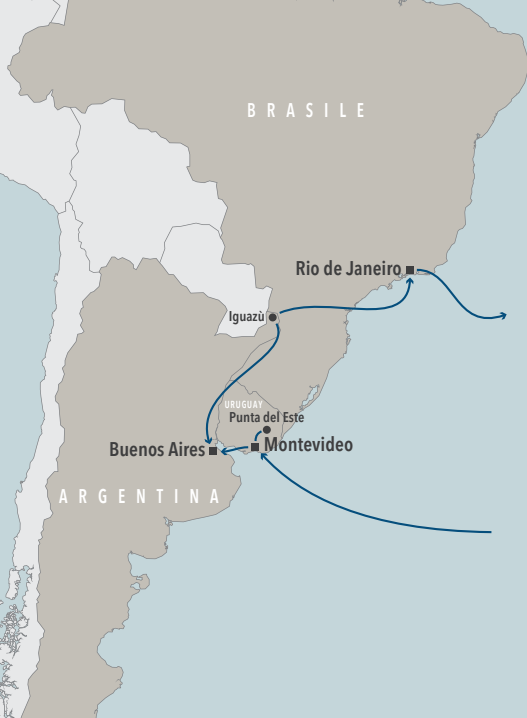 BRASILE
Rio de Janeiro
Iguazù
URUGUAY
Punta del Este
Montevideo
Buenos Aires
ARGENTINA